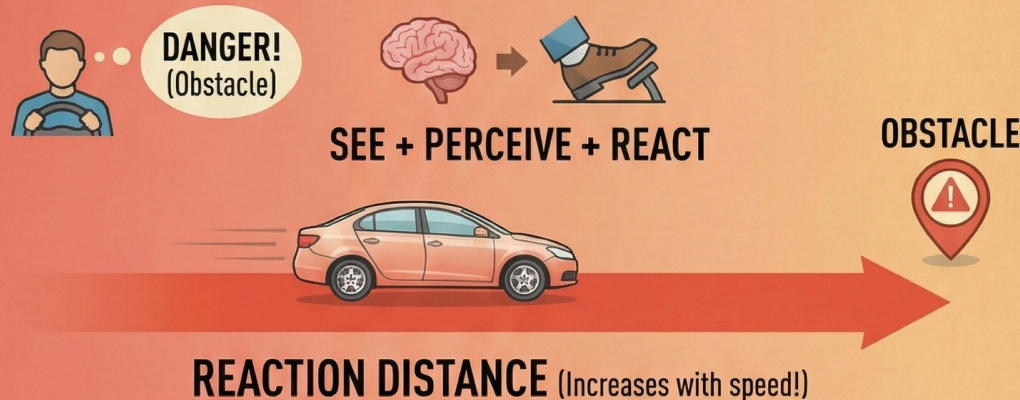 DANGER!
(Obstacle)
SEE + PERCEIVE + REACT
OBSTACLE
REACTION DISTANCE (Increases with speed!)